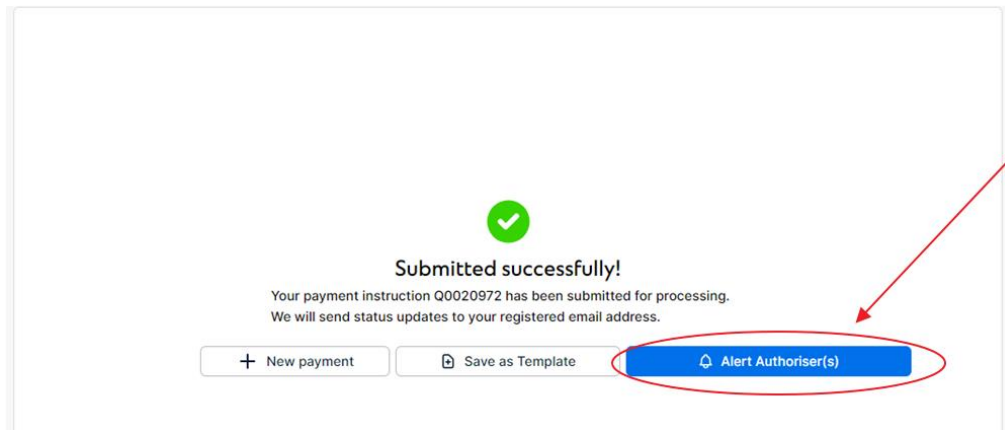 Submitted successfully!
Your payment instruction Q0020972 has been submitted for processing.
We will send status updates to your registered email address.
New payment
Save as Template
Alert Authoriser(s)